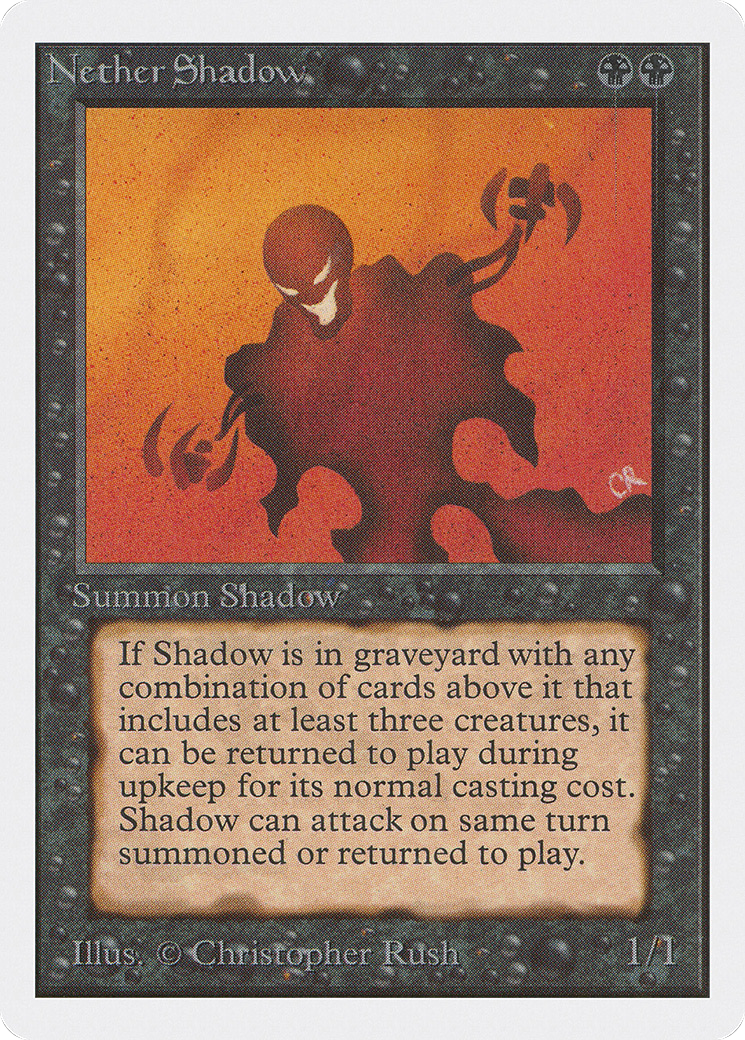 Nether Shadow
CR
Summon Shadow
If Shadow is in graveyard with any
combination of cards above it that
includes at least three creatures, it
can be returned to play during
upkeep for its normal casting cost.
Shadow can attack on same turn
summoned or returned to play.
Illus. © Christopher Rush 1/1